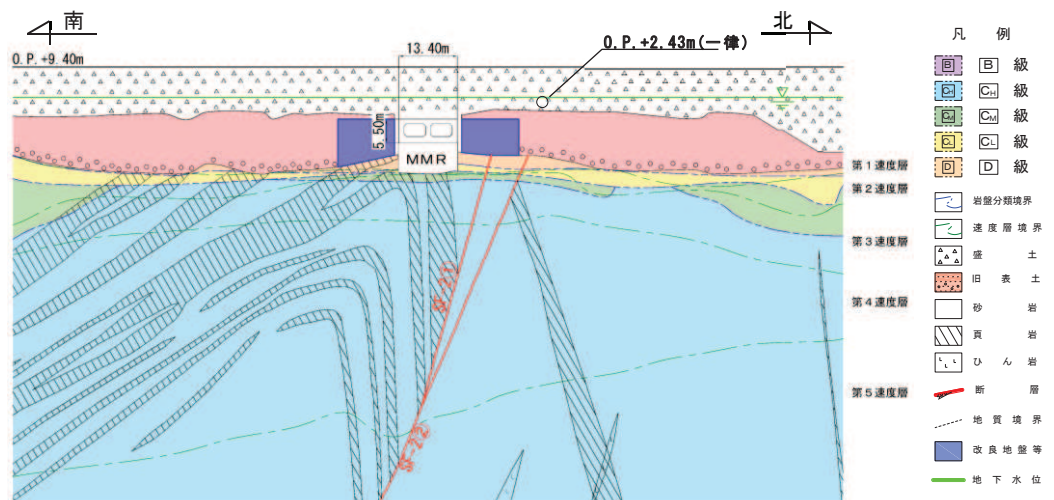 南
北
O.P.+2.43m(一律)
13.40m
O.P.+9.40m
5.50m
MMR
第1速度層
第2速度層
第3速度層
第4速度層
第5速度層
凡 例
B B 級
CH CH 級
CM CM 級
CL CL 級
D D 級
岩盤分類境界
速度層境界
盛土
旧表土
砂岩
頁岩
ひん岩
断層
地質境界
改良地盤等
地下水位